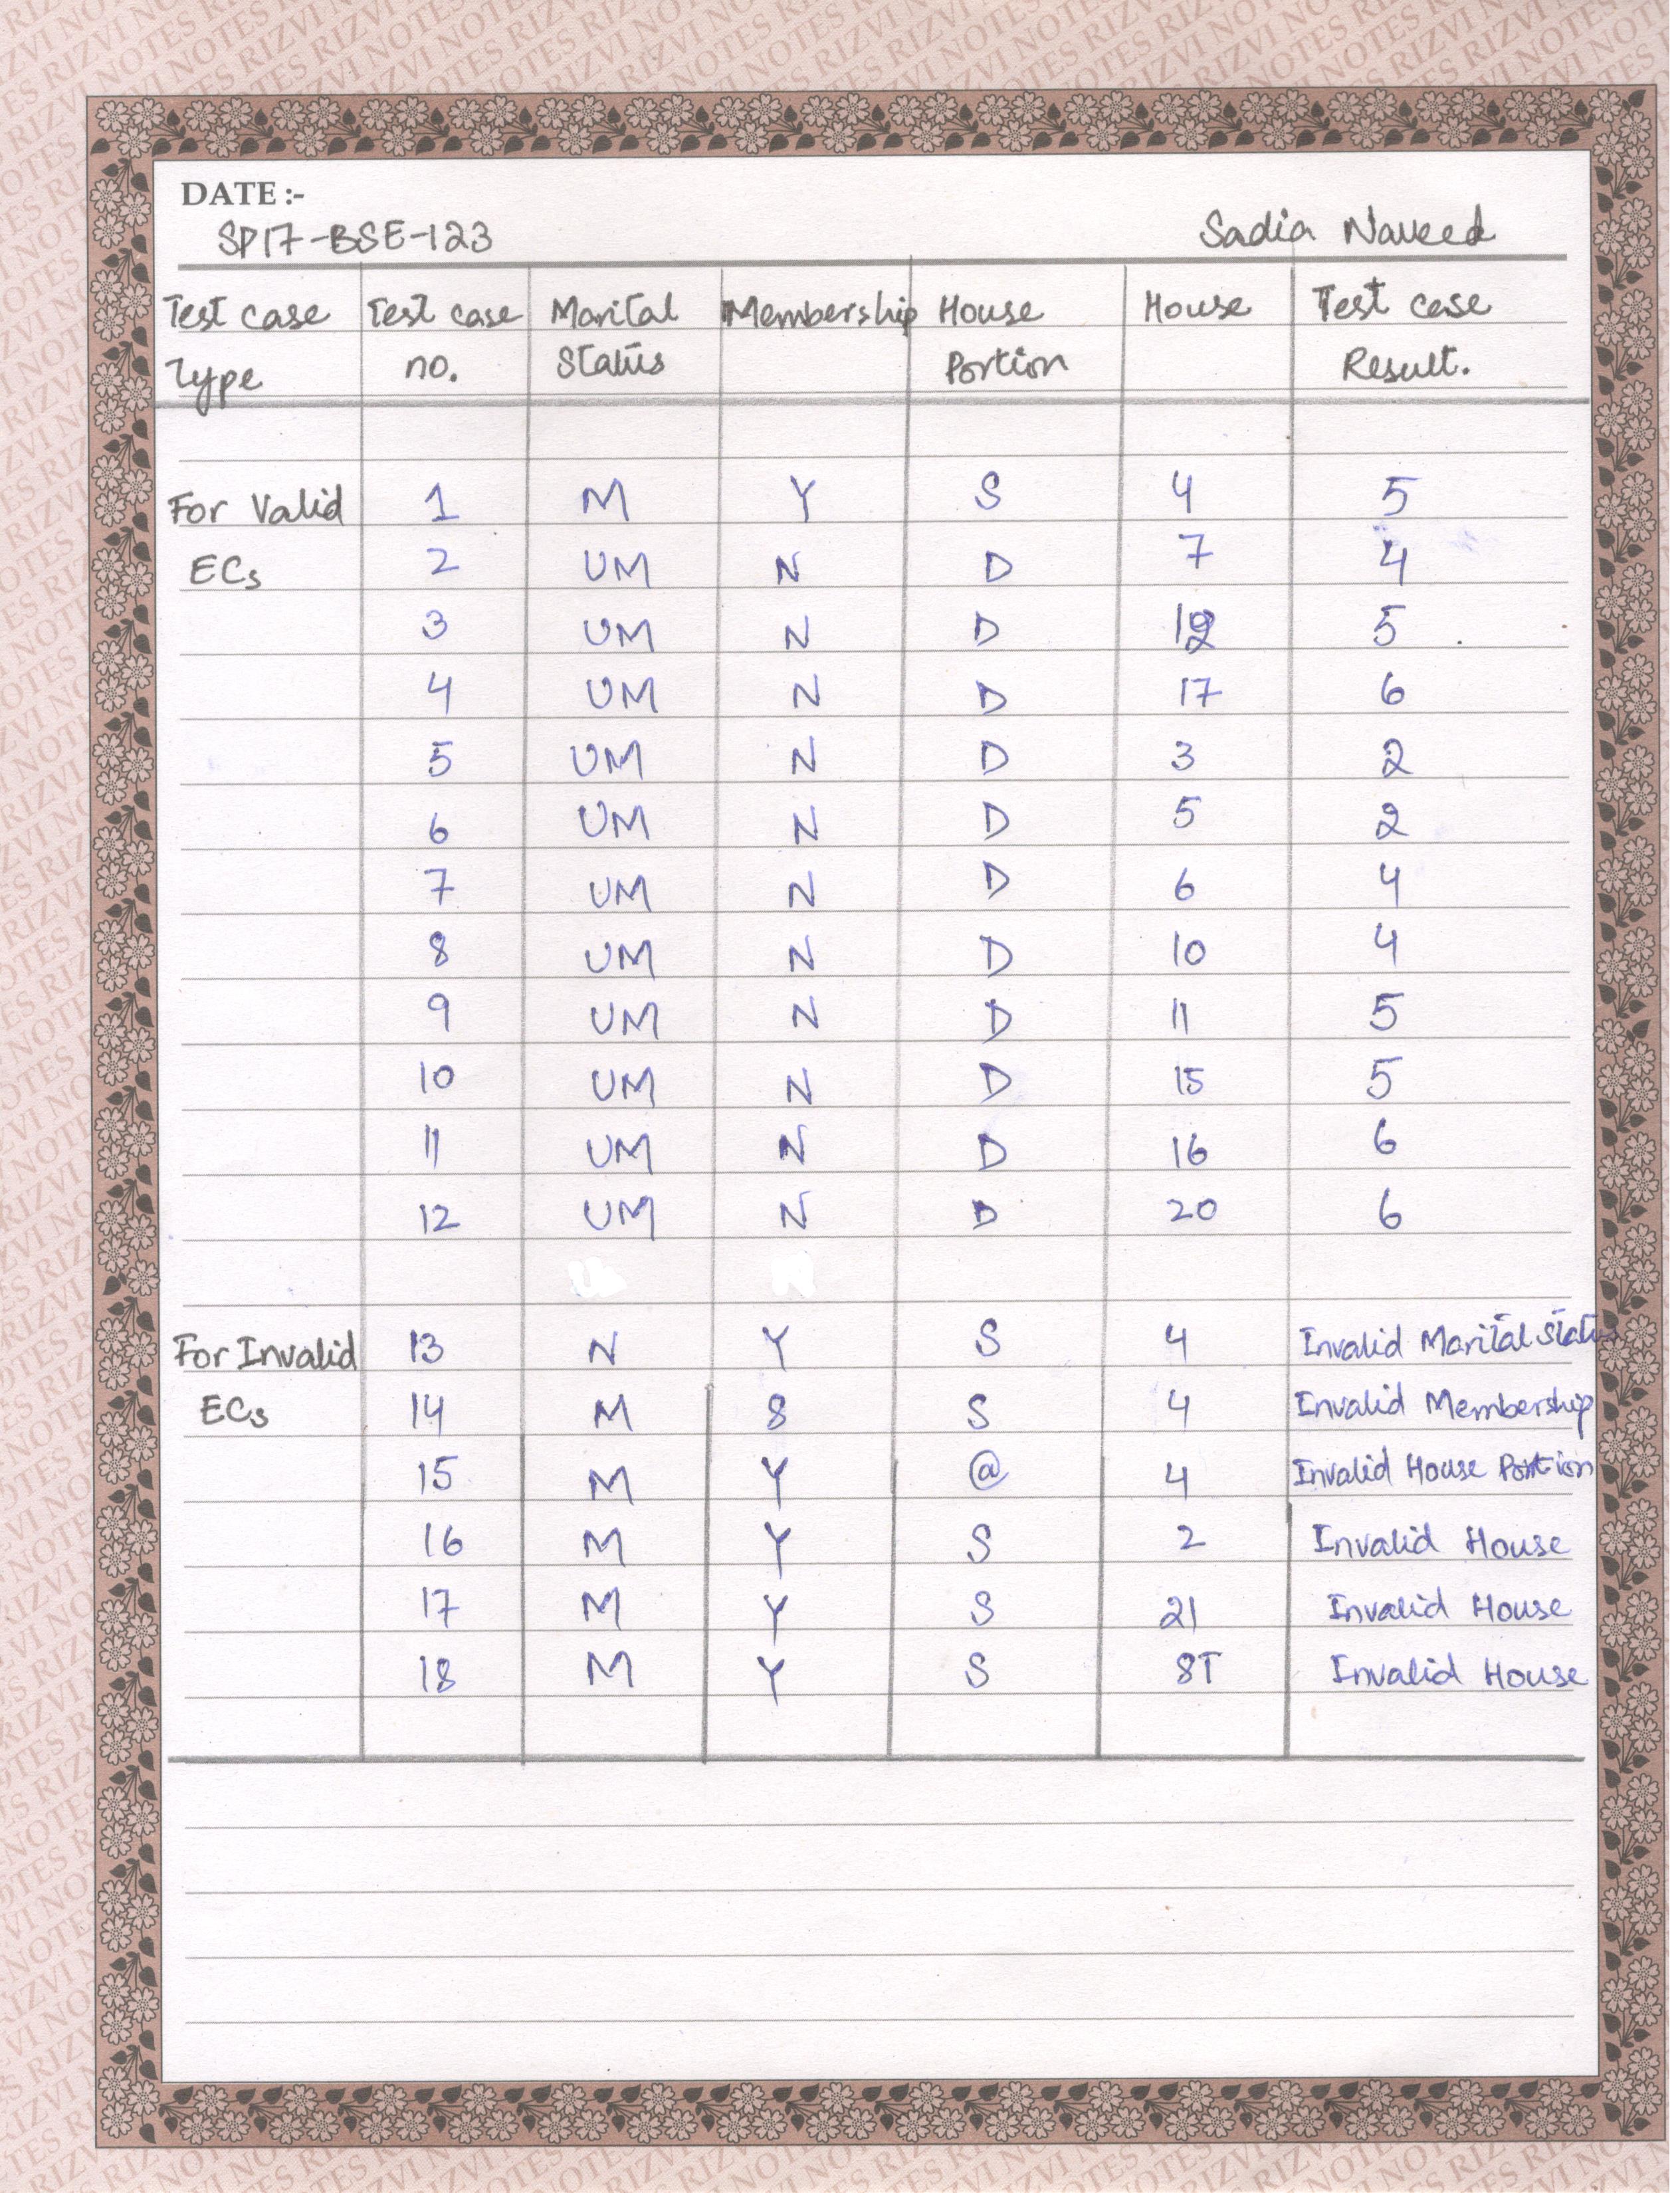 DATE :-
SP17-BSE-123 Sadia Naveed
Test case Test case Marital Membership House House Test case
Type no. Status Portion Result.
For Valid 1 M Y S 4 5
ECs 2 UM N D 7 4
3 UM N D 12 5
4 UM N D 17 6
5 UM N D 3 2
6 UM N D 5 2
7 UM N D 6 4
8 UM N D 10 4
9 UM N D 11 5
10 UM N D 15 5
11 UM N D 16 6
12 UM N D 20 6
For Invalid 13 N Y S 4 Invalid Marital Status
ECs 14 M 8 S 4 Invalid Membership
15 M Y @ 4 Invalid House Portion
16 M Y S 2 Invalid House
17 M Y S 21 Invalid House
18 M Y S 8T Invalid House
RIZVI NOTES